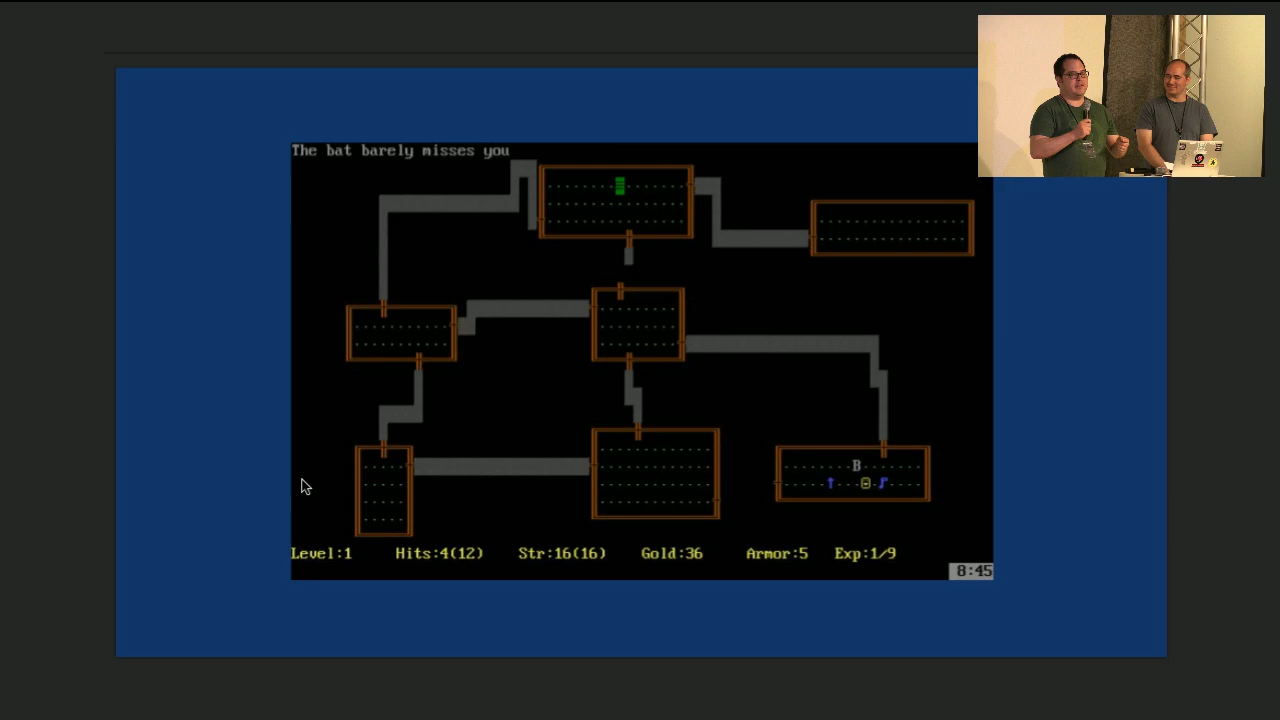 The bat barely misses you
B
Level:1 Hits:4(12) Str:16(16) Gold:36 Armor:5 Exp:1/9
8:45